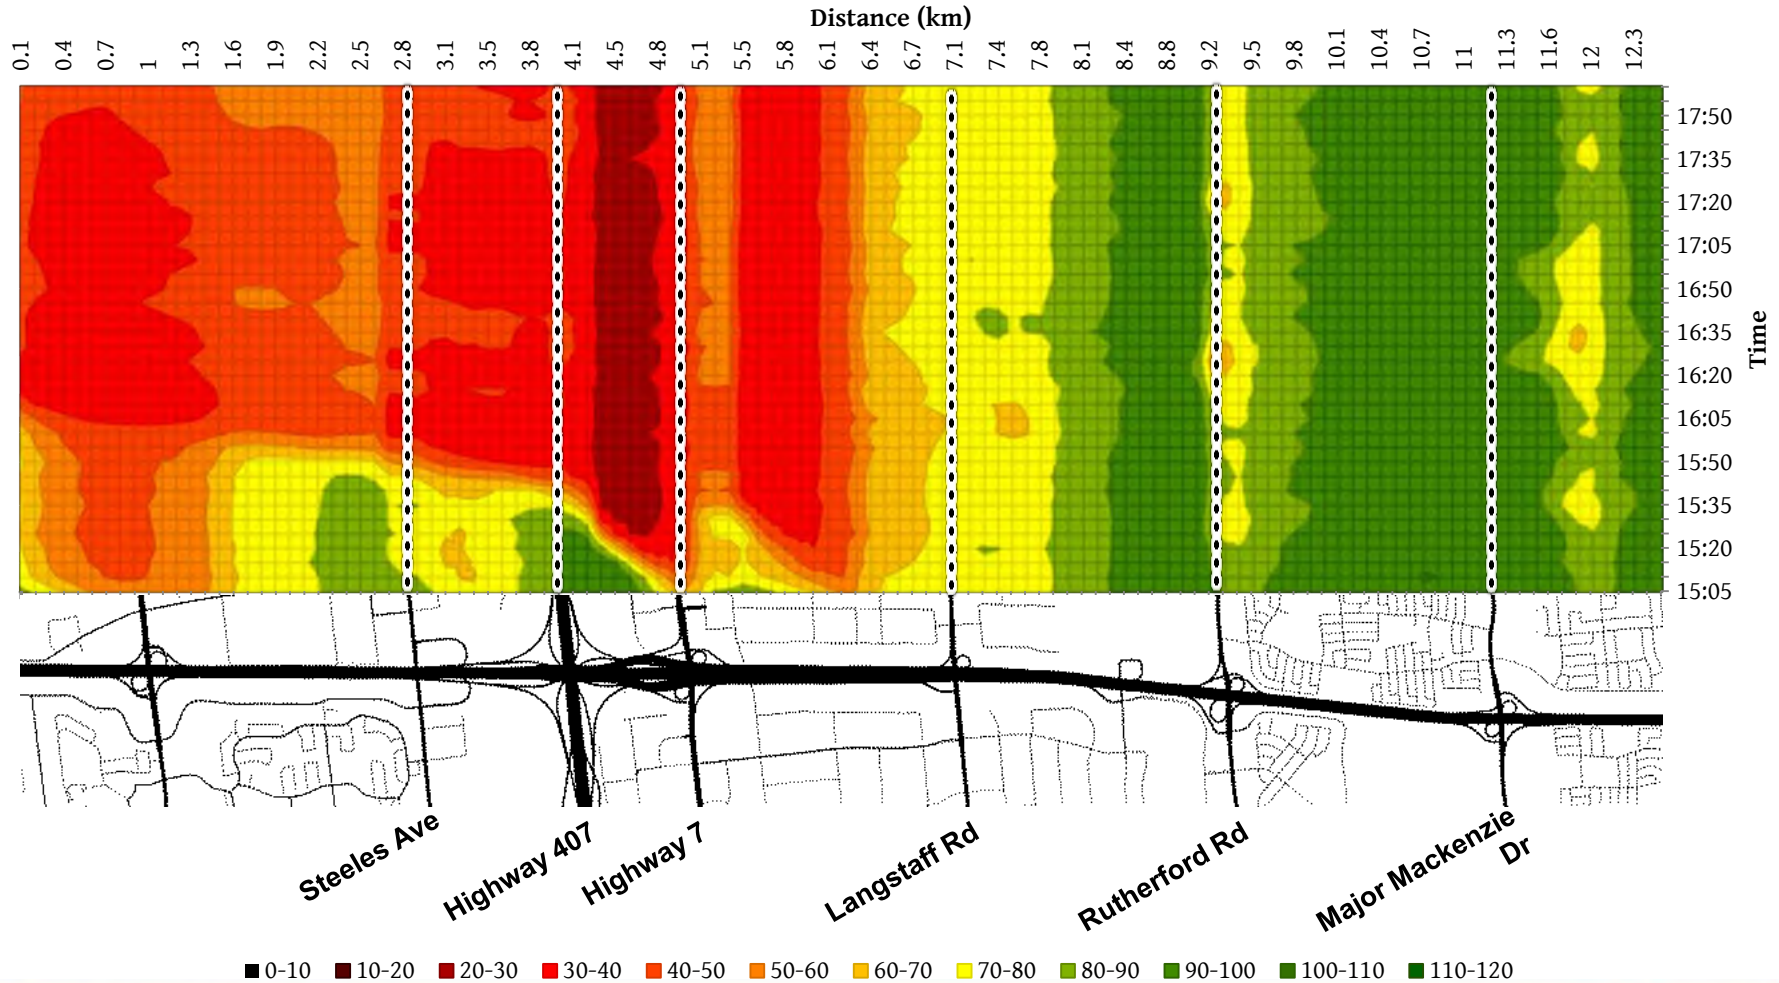 Distance (km)
0.1 0.4 0.7 1 1.3 1.6 1.9 2.2 2.5 2.8 3.1 3.5 3.8 4.1 4.5 4.8 5.1 5.5 5.8 6.1 6.4 6.7 7.1 7.4 7.8 8.1 8.4 8.8 9.2 9.5 9.8 10.1 10.4 10.7 11 11.3 11.6 12 12.3
17:50
17:35
17:20
17:05
16:50
16:35
16:20
16:05
15:50
15:35
15:20
15:05
Time
Steeles Ave
Highway 407
Highway 7
Langstaff Rd
Rutherford Rd
Major Mackenzie
Dr
0-10 10-20 20-30 30-40 40-50 50-60 60-70 70-80 80-90 90-100 100-110 110-120